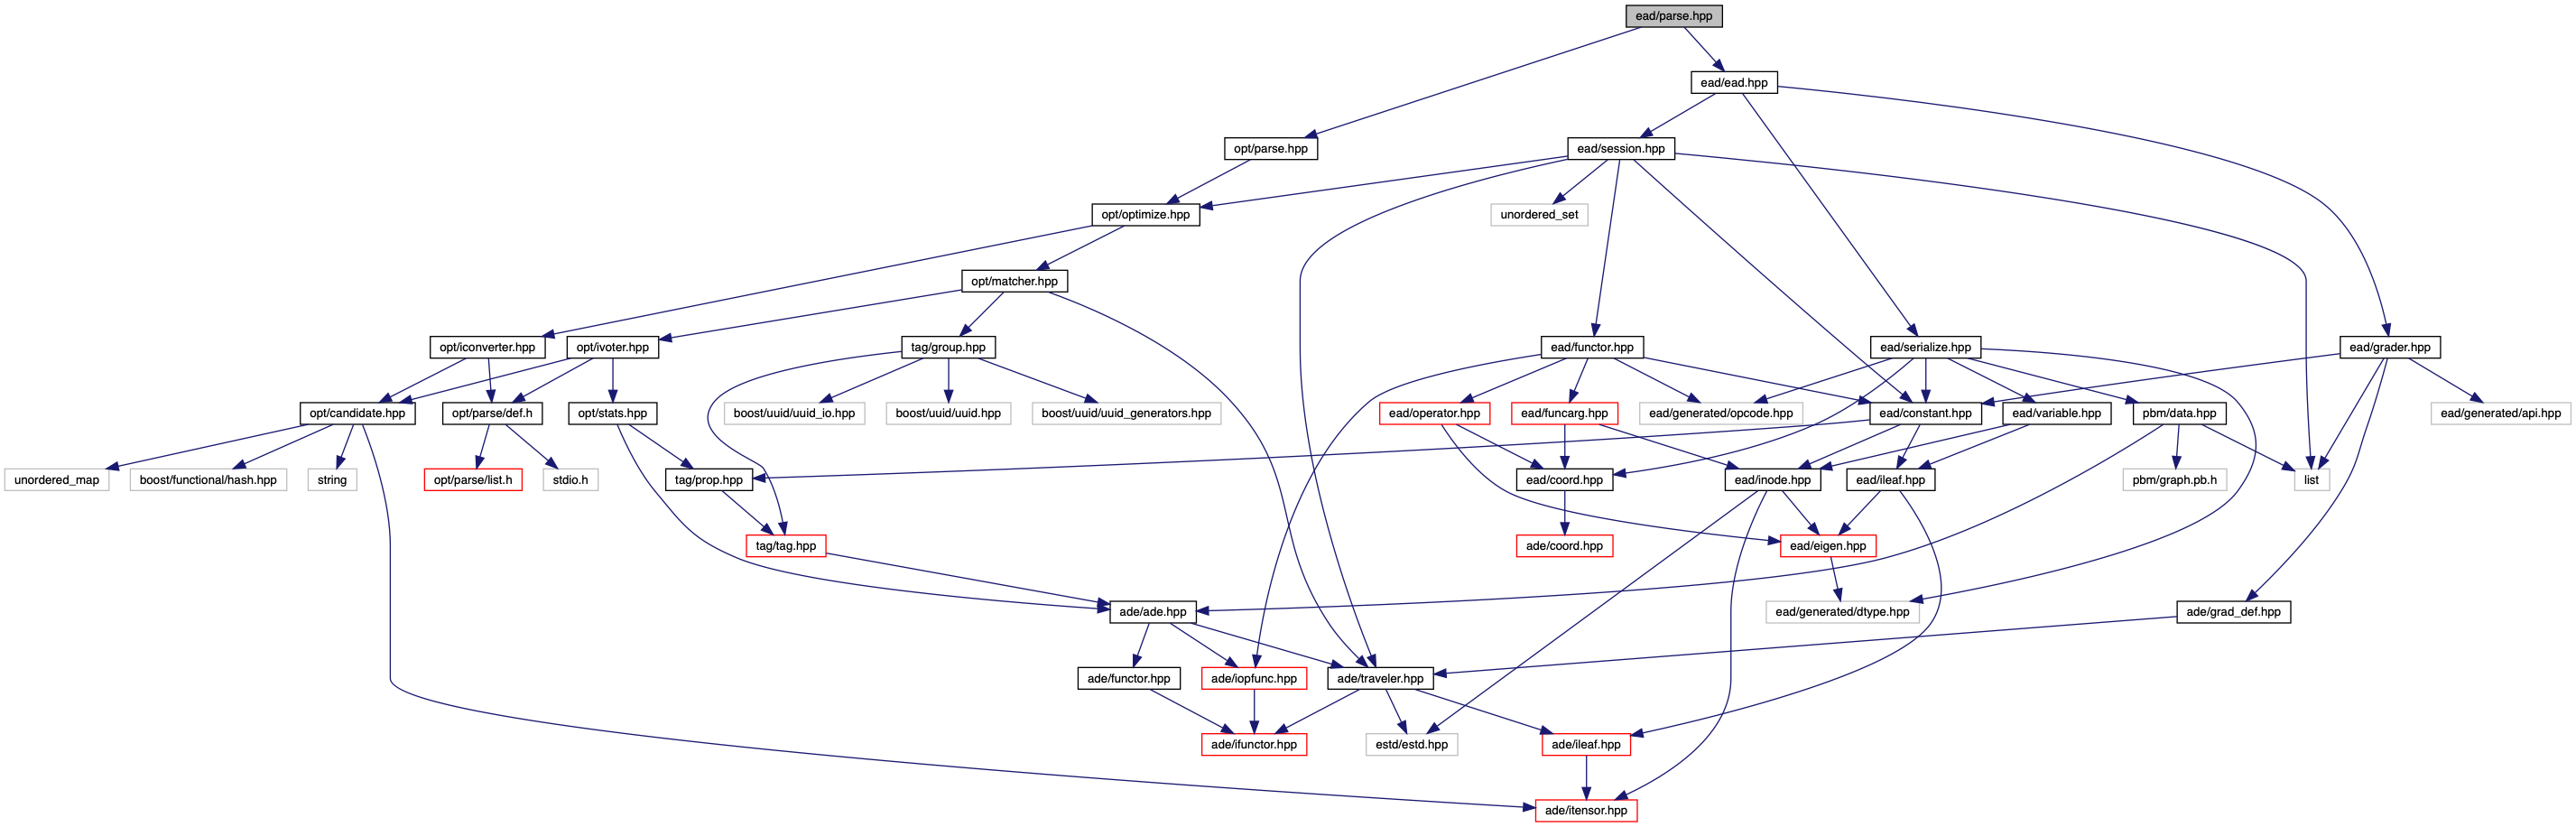 ead/parse.hpp
ead/ead.hpp
opt/parse.hpp
ead/session.hpp
opt/optimize.hpp
unordered_set
opt/matcher.hpp
opt/iconverter.hpp
opt/ivoter.hpp
tag/group.hpp
ead/functor.hpp
ead/serialize.hpp
ead/grader.hpp
opt/candidate.hpp
opt/parse/def.h
opt/stats.hpp
boost/uuid/uuid_io.hpp
boost/uuid/uuid.hpp
boost/uuid/uuid_generators.hpp
ead/operator.hpp
ead/funcarg.hpp
ead/generated/opcode.hpp
ead/constant.hpp
ead/variable.hpp
pbm/data.hpp
ead/generated/api.hpp
unordered_map
boost/functional/hash.hpp
string
opt/parse/list.h
stdio.h
tag/prop.hpp
ead/coord.hpp
ead/inode.hpp
ead/ileaf.hpp
pbm/graph.pb.h
list
tag/tag.hpp
ade/coord.hpp
ead/eigen.hpp
ade/ade.hpp
ead/generated/dtype.hpp
ade/grad_def.hpp
ade/functor.hpp
ade/iopfunc.hpp
ade/traveler.hpp
ade/ifunctor.hpp
estd/estd.hpp
ade/ileaf.hpp
ade/itensor.hpp